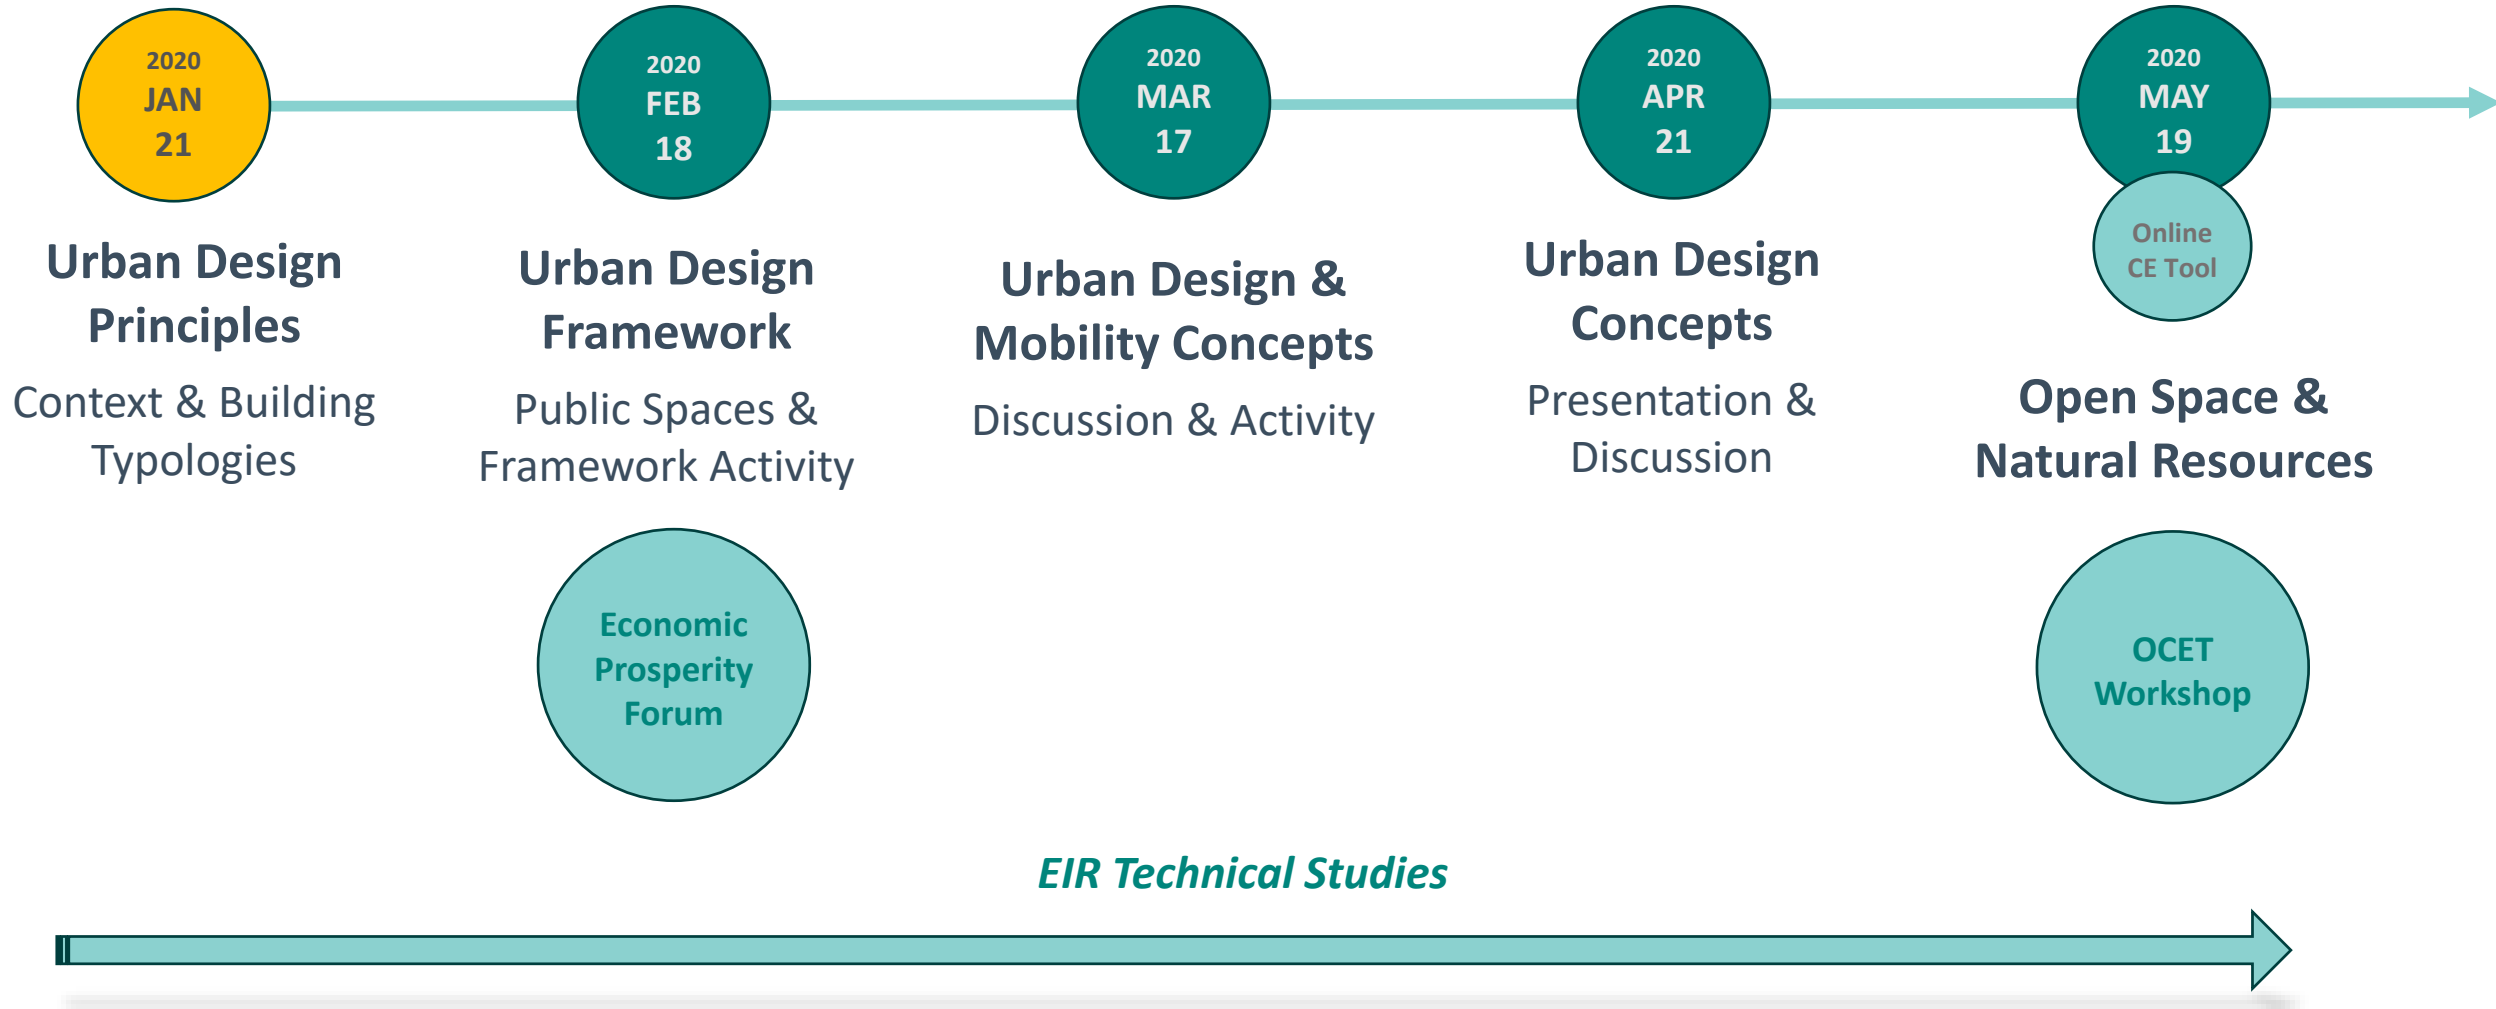 2020
JAN
21
Urban Design
Principles
Context & Building
Typologies
2020
FEB
18
Urban Design
Framework
Public Spaces &
Framework Activity
Economic
Prosperity
Forum
2020
MAR
17
Urban Design &
Mobility Concepts
Discussion & Activity
2020
APR
21
Urban Design
Concepts
Presentation &
Discussion
2020
MAY
19
Online
CE Tool
Open Space &
Natural Resources
OCET
Workshop
EIR Technical Studies